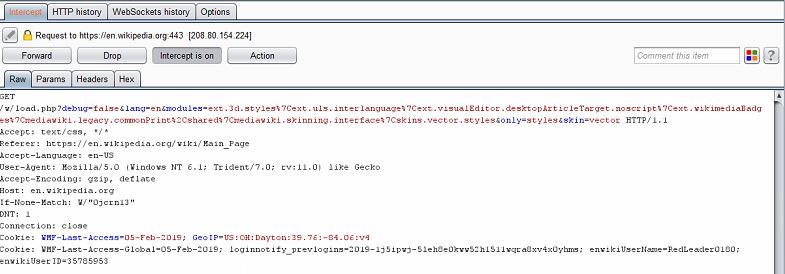 Intercept HTTP history WebSockets history Options
Request to https://en.wikipedia.org:443 [208.80.154.224]
Forward Drop Intercept is on Action Comment this item ?
Raw Params Headers Hex
GET
/w/load.php?debug=false&lang=en&modules=ext.3d.styles%7Cext.uls.interlanguage%7Cext.visualEditor.desktopArticleTarget.noscript%7Cext.wikimediaBadg
es%7Cmediawiki.legacy.commonPrint%2Cshared%7Cmediawiki.skinning.interface%7Cskins.vector.styles&only=styles&skin=vector HTTP/1.1
Accept: text/css, */*
Referer: https://en.wikipedia.org/wiki/Main_Page
Accept-Language: en-US
User-Agent: Mozilla/5.0 (Windows NT 6.1; Trident/7.0; rv:11.0) like Gecko
Accept-Encoding: gzip, deflate
Host: en.wikipedia.org
If-None-Match: W/"0jcrn13"
DNT: 1
Connection: close
Cookie: WMF-Last-Access=05-Feb-2019; GeoIP=US:OH:Dayton:39.76:-84.06:v4
Cookie: WMF-Last-Access-Global=05-Feb-2019; loginnotify_prevlogins=2019-1j5ipwj-5leh8e0kww52h1511wqra8xv4x0yhms; enwikiUserName=RedLeader0180;
enwikiUserID=35785953